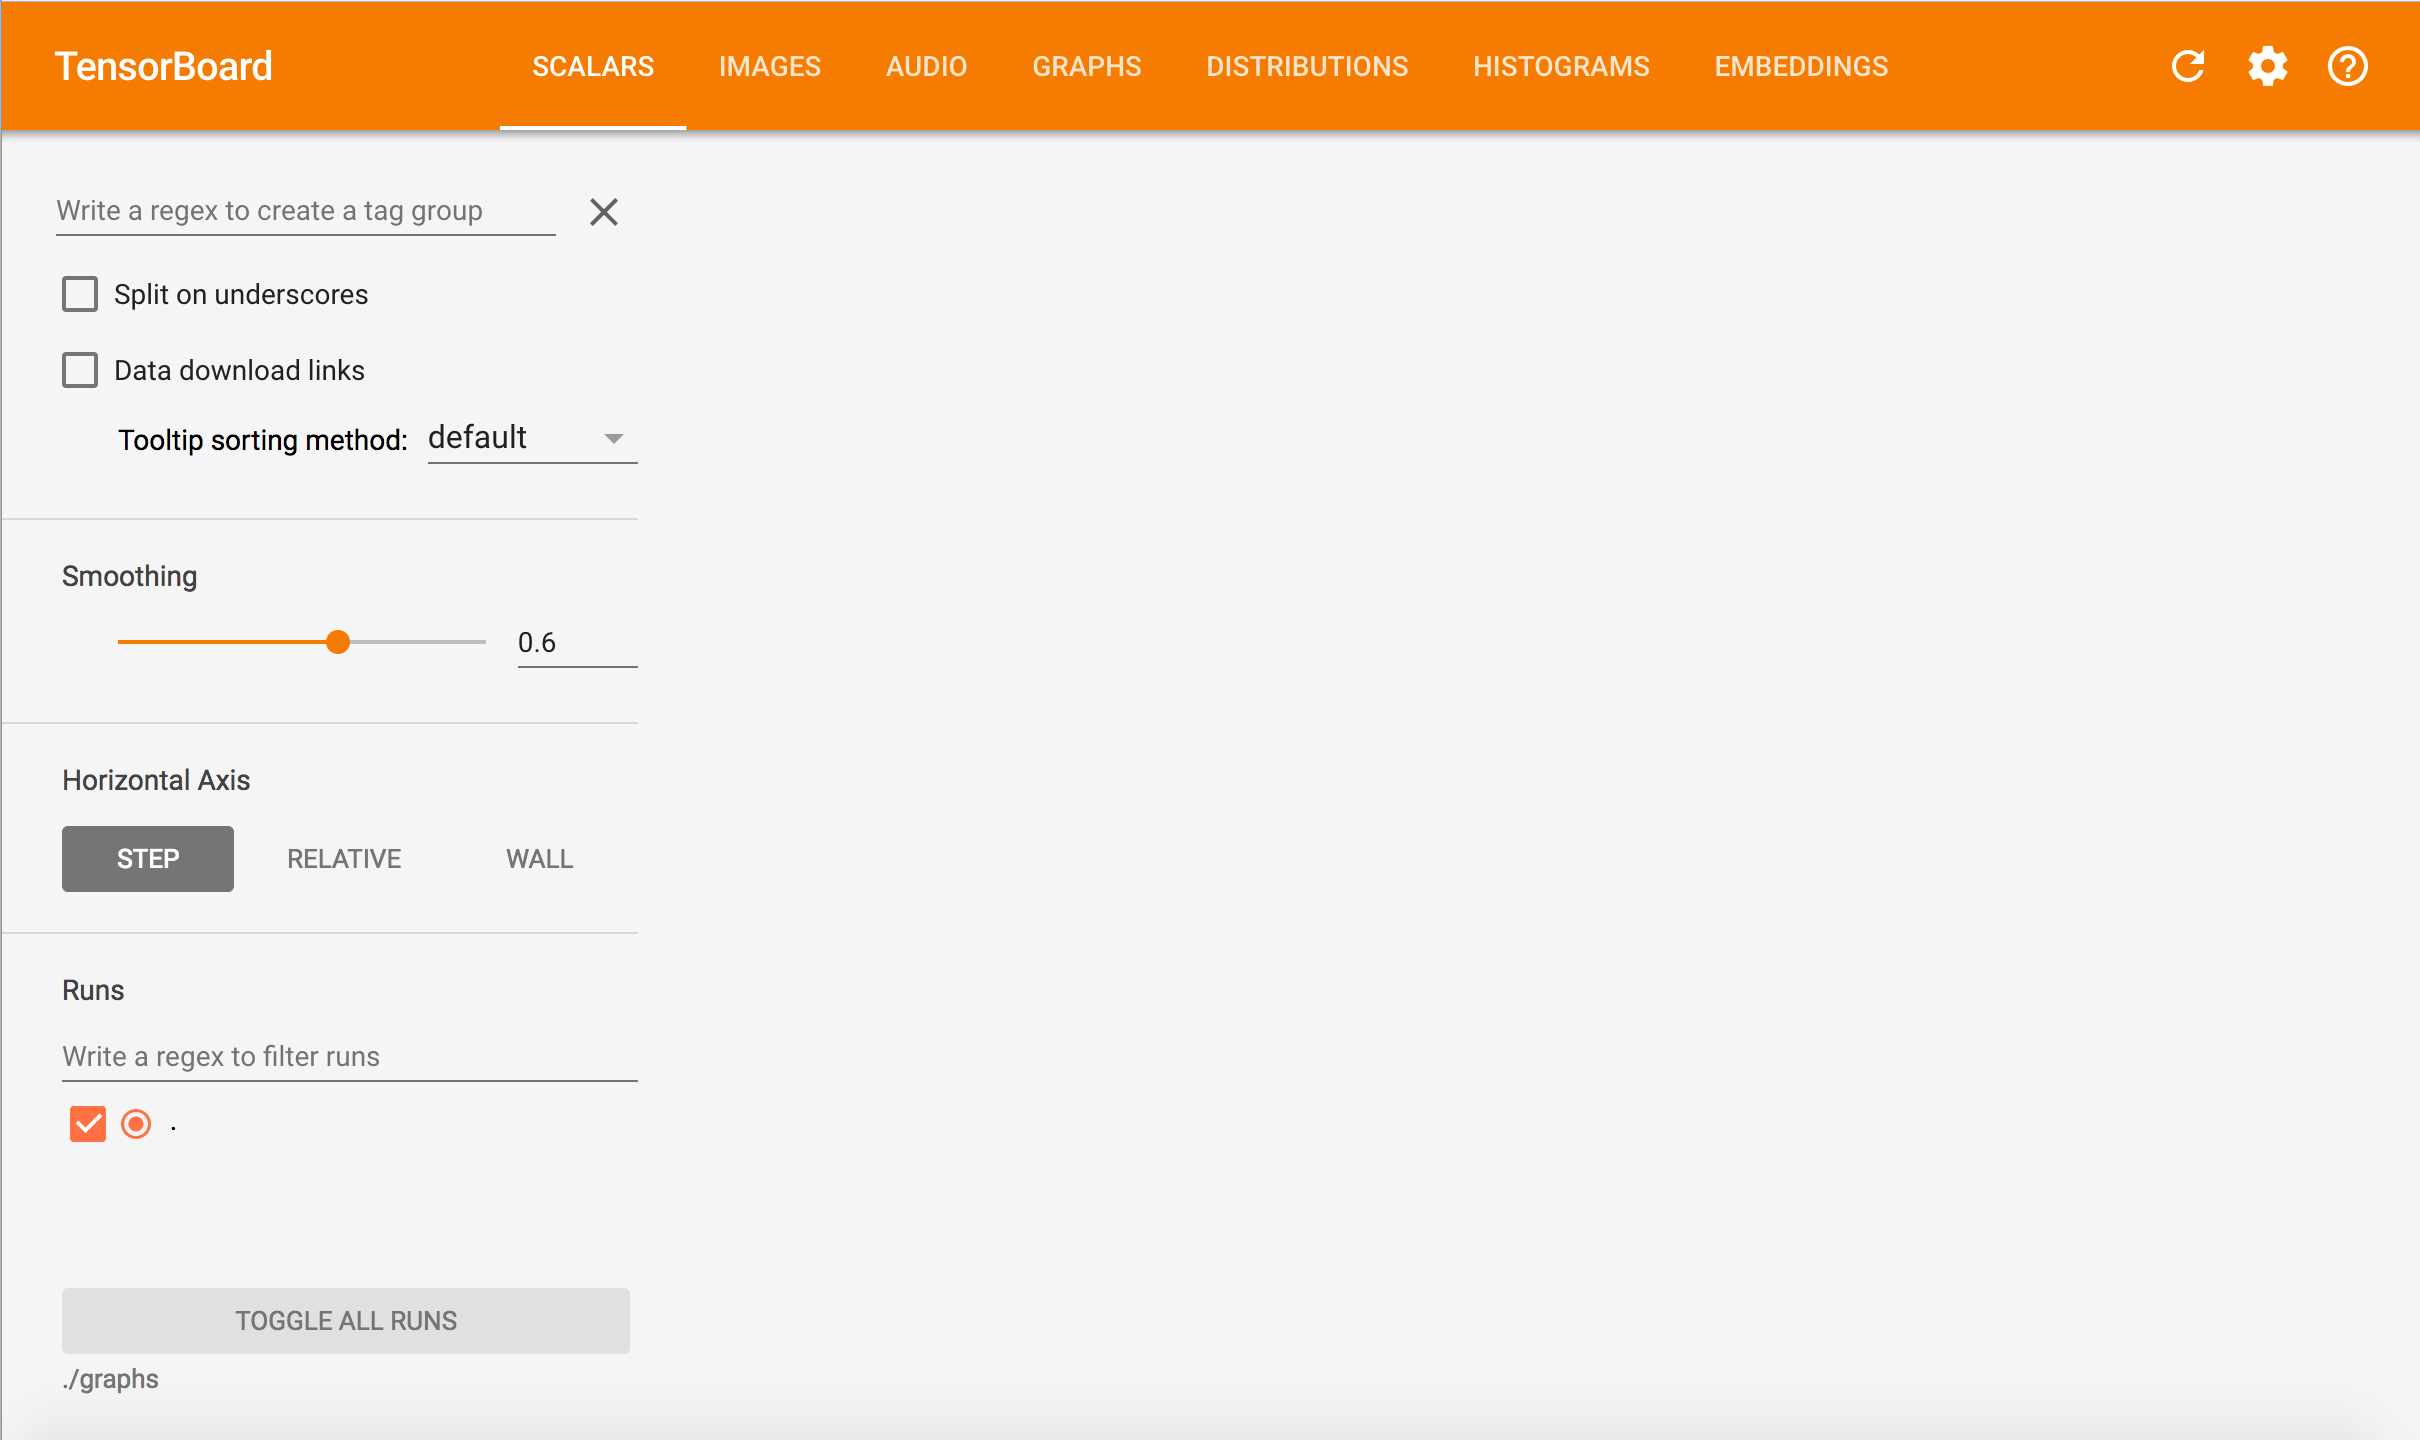 TensorBoard SCALARS IMAGES AUDIO GRAPHS DISTRIBUTIONS HISTOGRAMS EMBEDDINGS
Write a regex to create a tag group
Split on underscores
Data download links
Tooltip sorting method: default
Smoothing
0.6
Horizontal Axis
STEP RELATIVE WALL
Runs
Write a regex to filter runs
.
TOGGLE ALL RUNS
./graphs